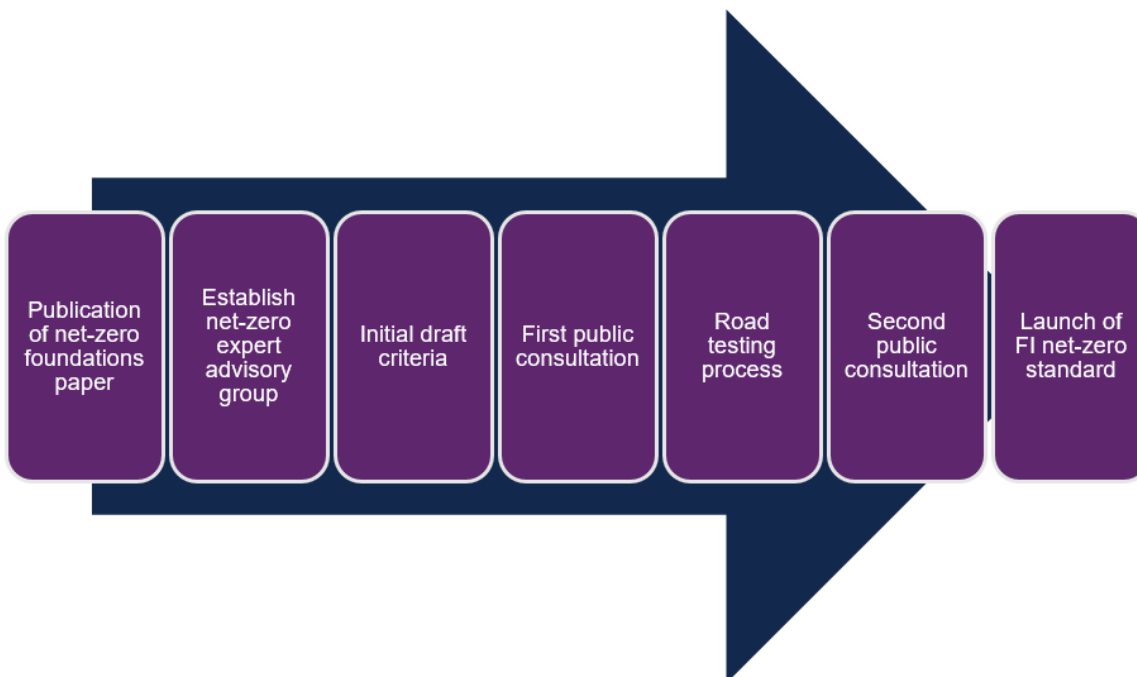 Publication
of net-zero
foundations
paper
Establish
net-zero
expert
advisory
group
Initial draft
criteria
First public
consultation
Road
testing
process
Second
public
consultation
Launch of
FI net-zero
standard